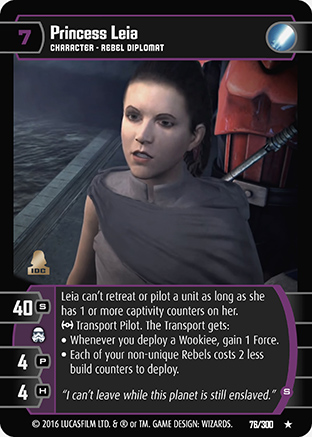 7
Princess Leia
CHARACTER - REBEL DIPLOMAT
IDC
40 S
4 P
4 H
Leia can't retreat or pilot a unit as long as she
has 1 or more captivity counters on her.
Transport Pilot. The Transport gets:
• Whenever you deploy a Wookiee, gain 1 Force.
• Each of your non-unique Rebels costs 2 less
build counters to deploy.
"I can't leave while this planet is still enslaved."
S
© 2016 LUCASFILM LTD. & ® or TM. GAME DESIGN: WIZARDS.
76/300